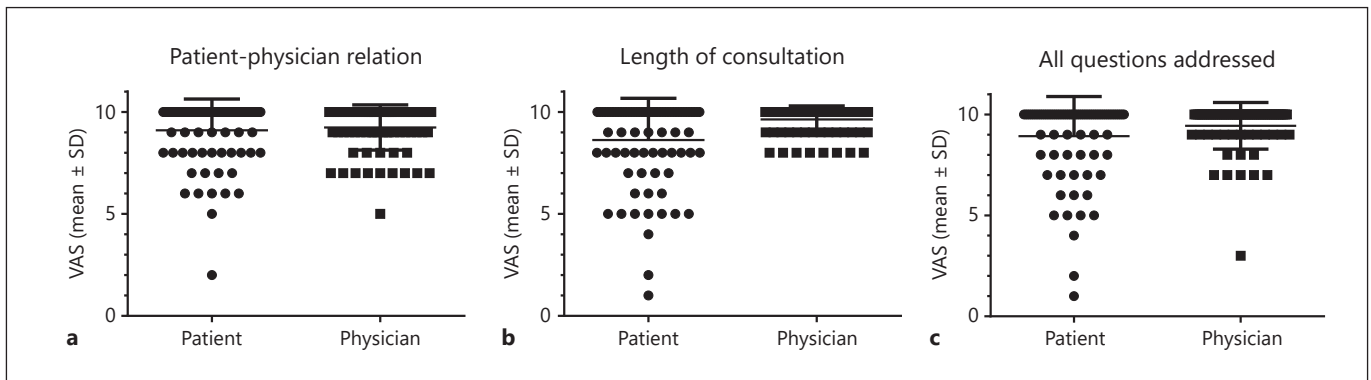 Patient-physician relation
VAS (mean ± SD)
10
5
0
Patient
Physician
a
Length of consultation
VAS (mean ± SD)
10
5
0
Patient
Physician
b
All questions addressed
VAS (mean ± SD)
10
5
0
Patient
Physician
c